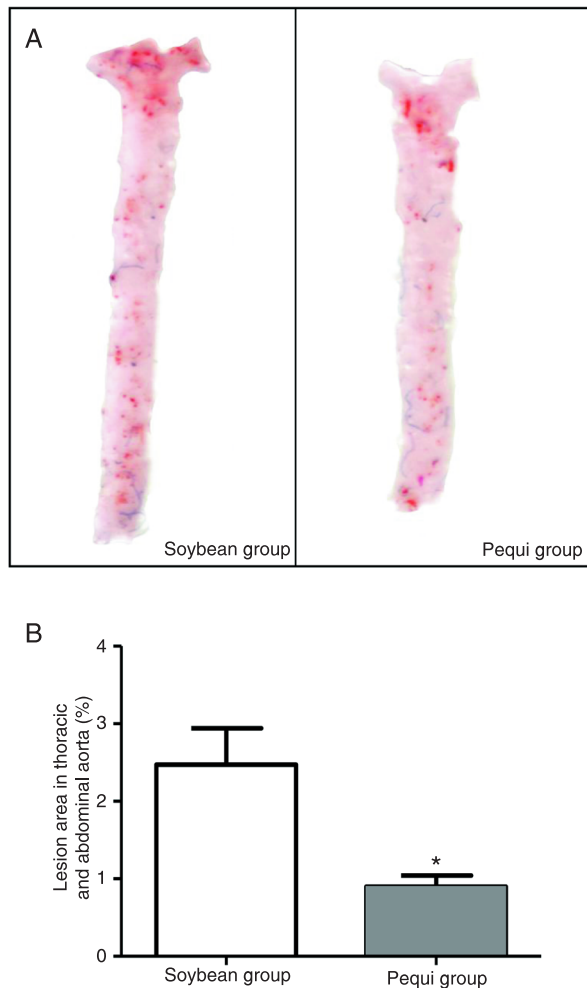 A
Soybean group
Pequi group
B
Lesion area in thoracic
and abdominal aorta (%)
4
3
2
1
0
*
Soybean group
Pequi group